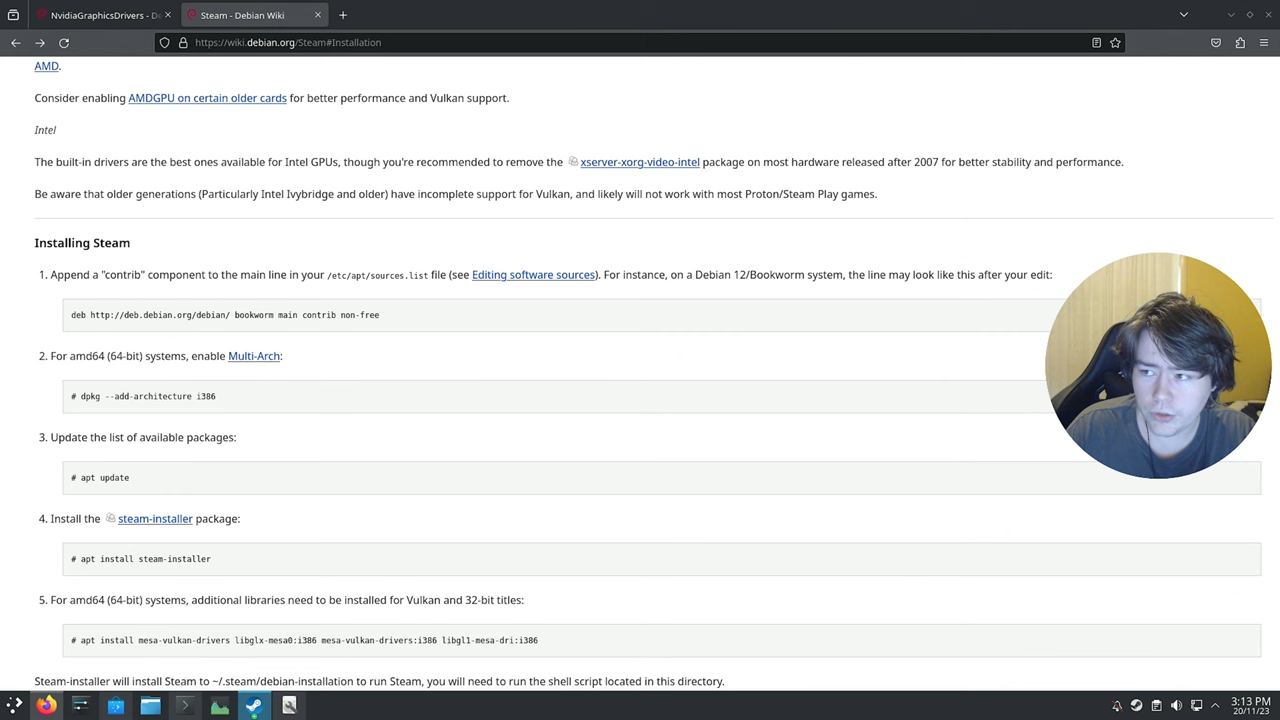 NvidiaGraphicsDrivers - De
Steam - Debian Wiki
https://wiki.debian.org/Steam#Installation
AMD.
Consider enabling AMDGPU on certain older cards for better performance and Vulkan support.
Intel
The built-in drivers are the best ones available for Intel GPUs, though you're recommended to remove the xserver-xorg-video-intel package on most hardware released after 2007 for better stability and performance.
Be aware that older generations (Particularly Intel Ivybridge and older) have incomplete support for Vulkan, and likely will not work with most Proton/Steam Play games.
Installing Steam
1. Append a "contrib" component to the main line in your /etc/apt/sources.list file (see Editing software sources). For instance, on a Debian 12/Bookworm system, the line may look like this after your edit:
deb http://deb.debian.org/debian/ bookworm main contrib non-free
2. For amd64 (64-bit) systems, enable Multi-Arch:
# dpkg --add-architecture i386
3. Update the list of available packages:
# apt update
4. Install the steam-installer package:
# apt install steam-installer
5. For amd64 (64-bit) systems, additional libraries need to be installed for Vulkan and 32-bit titles:
# apt install mesa-vulkan-drivers libglx-mesa0:i386 mesa-vulkan-drivers:i386 libgl1-mesa-dri:i386
Steam-installer will install Steam to ~/.steam/debian-installation to run Steam, you will need to run the shell script located in this directory.
3:13 PM
20/11/23